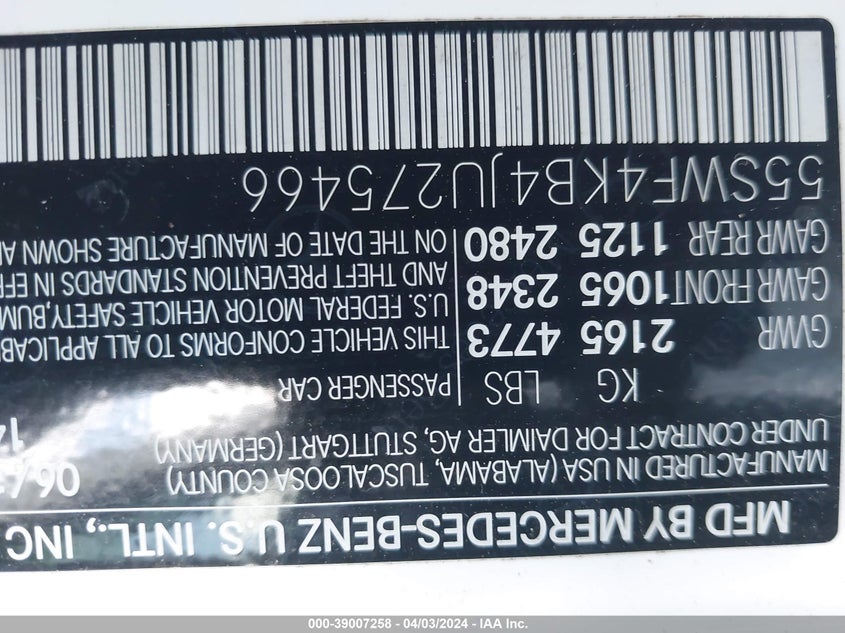 MFD BY MERCEDES-BENZ U.S. INTL., INC
MANUFACTURED IN USA (ALABAMA, TUSCALOOSA COUNTY)
UNDER CONTRACT FOR DAIMLER AG, STUTTGART (GERMANY)
06/
KG LBS
GVWR 2165 4773
GAWR FRONT 1065 2348
GAWR REAR 1125 2480
PASSENGER CAR
THIS VEHICLE CONFORMS TO ALL
U.S. FEDERAL MOTOR VEHICLE SAFETY,
AND THEFT PREVENTION STANDARDS IN
ON THE DATE OF MANUFACTURE SHOWN
55SWF4KB4JU275466
000-39007258 - 04/03/2024 - IAA Inc.